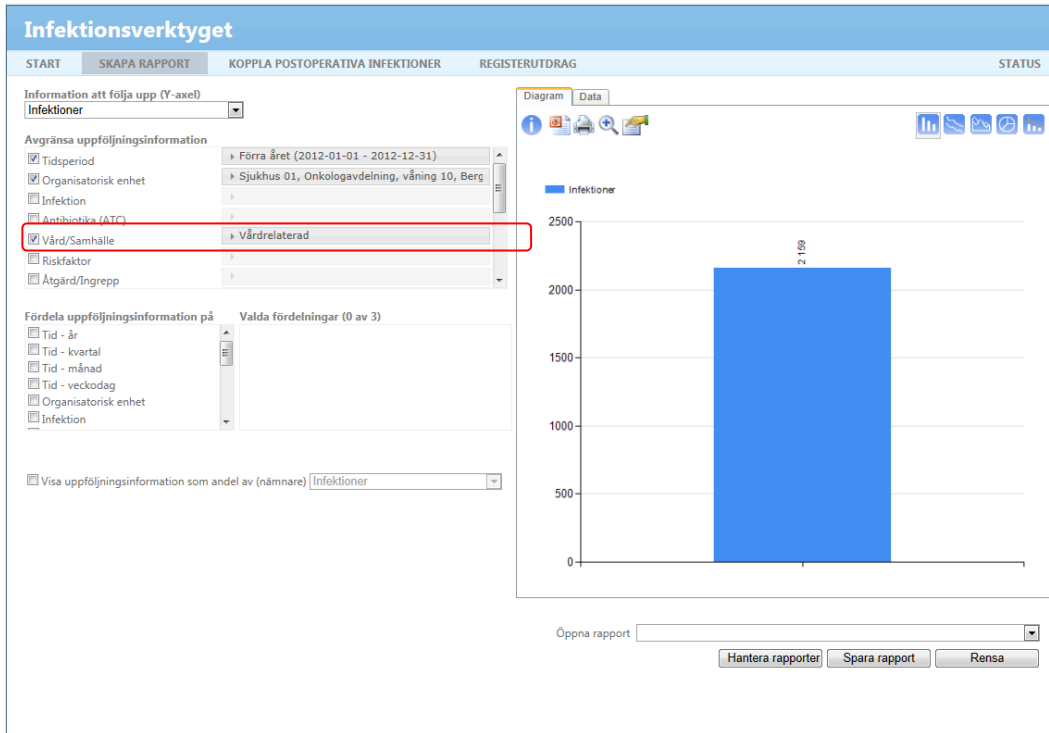 Infektionsverktyget
START SKAPA RAPPORT KOPPLA POSTOPERATIVA INFEKTIONER REGISTERUTDRAG STATUS
Information att följa upp (Y-axel)
Infektioner
Avgränsa uppföljningsinformation
Tidsperiod Förra året (2012-01-01 - 2012-12-31)
Organisatorisk enhet Sjukhus 01, Onkologavdelning, våning 10, Berg
Infektion
Antibiotika (ATC)
Vård/Samhälle Vårdrelaterad
Riskfaktor
Åtgärd/Ingrepp
Fördela uppföljningsinformation på Valda fördelningar (0 av 3)
Tid - år
Tid - kvartal
Tid - månad
Tid - veckodag
Organisatorisk enhet
Infektion
Visa uppföljningsinformation som andel av (nämnare) Infektioner
Diagram Data
Infektioner
2500
2 159
2000
1500
1000
500
0
Öppna rapport
Hantera rapporter Spara rapport Rensa